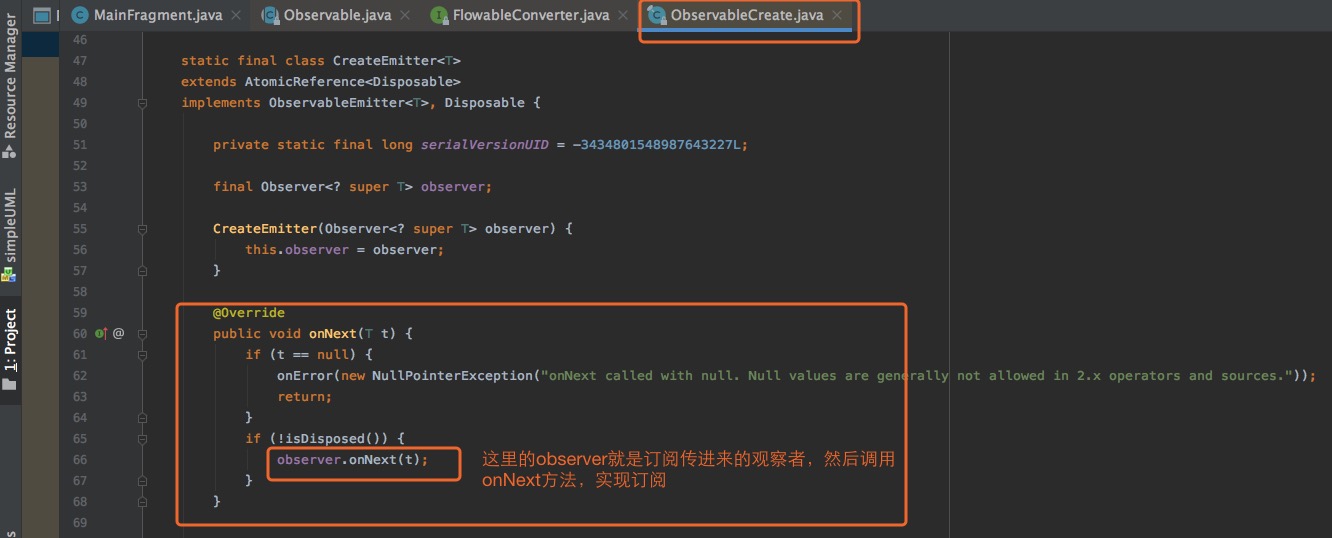 MainFragment.java × Observable.java × FlowableConverter.java × ObservableCreate.java ×
Resource Manager
simpleUML
1: Project
46
47 static final class CreateEmitter<T>
48 extends AtomicReference<Disposable>
49 implements ObservableEmitter<T>, Disposable {
50
51 private static final long serialVersionUID = -3434801548987643227L;
52
53 final Observer<? super T> observer;
54
55 CreateEmitter(Observer<? super T> observer) {
56 this.observer = observer;
57 }
58
59 @Override
60 @ public void onNext(T t) {
61 if (t == null) {
62 onError(new NullPointerException("onNext called with null. Null values are generally not allowed in 2.x operators and sources."));
63 return;
64 }
65 if (!isDisposed()) {
66 observer.onNext(t); 这里的observer就是订阅传进来的观察者，然后调用
onNext方法，实现订阅
67 }
68 }
69